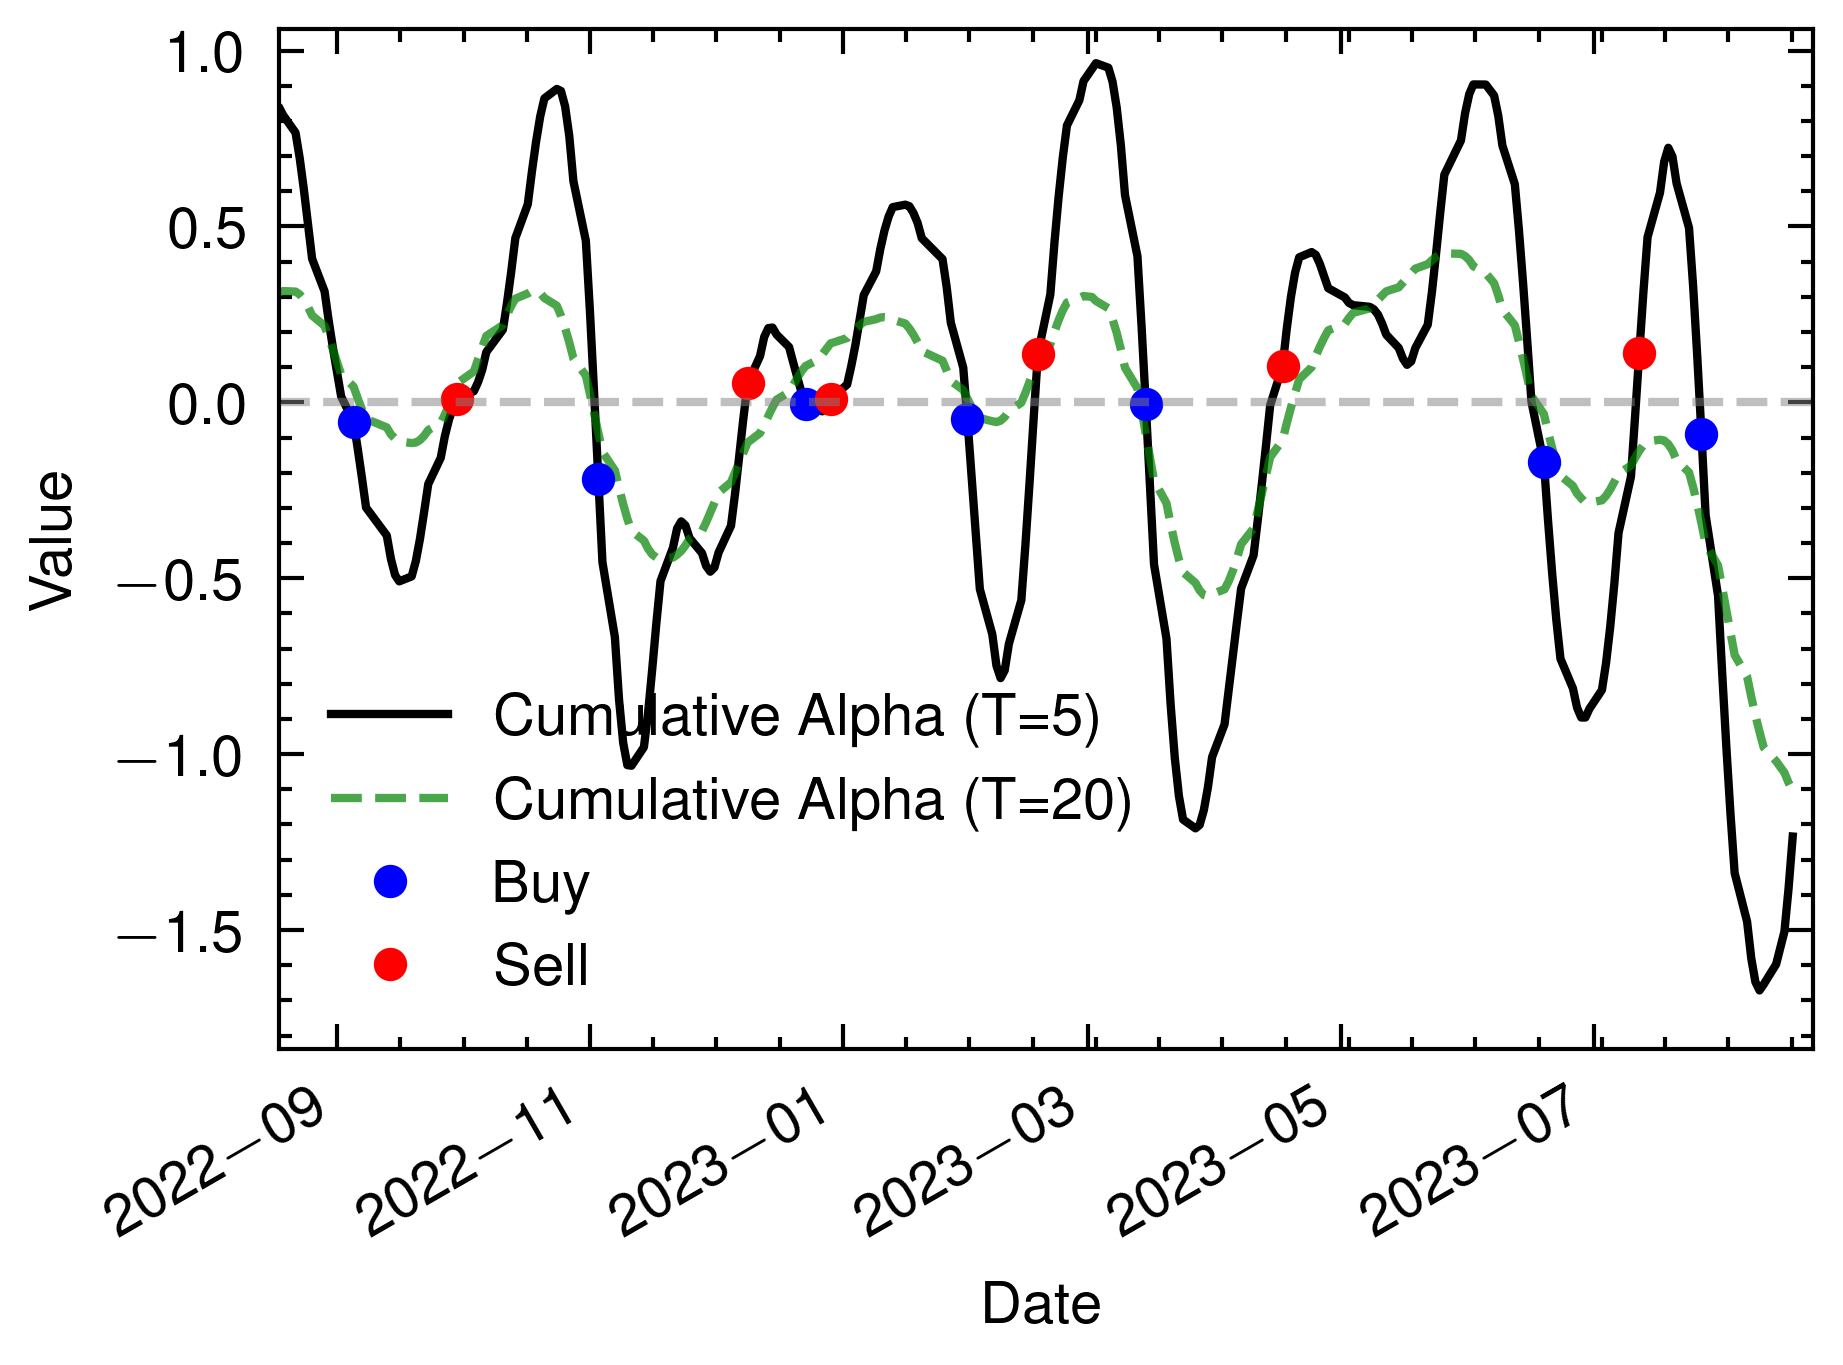 1.0
0.5
0.0
−0.5
−1.0
−1.5
Value
Cumulative Alpha (T=5)
Cumulative Alpha (T=20)
Buy
Sell
2022−09
2022−11
2023−01
2023−03
2023−05
2023−07
Date